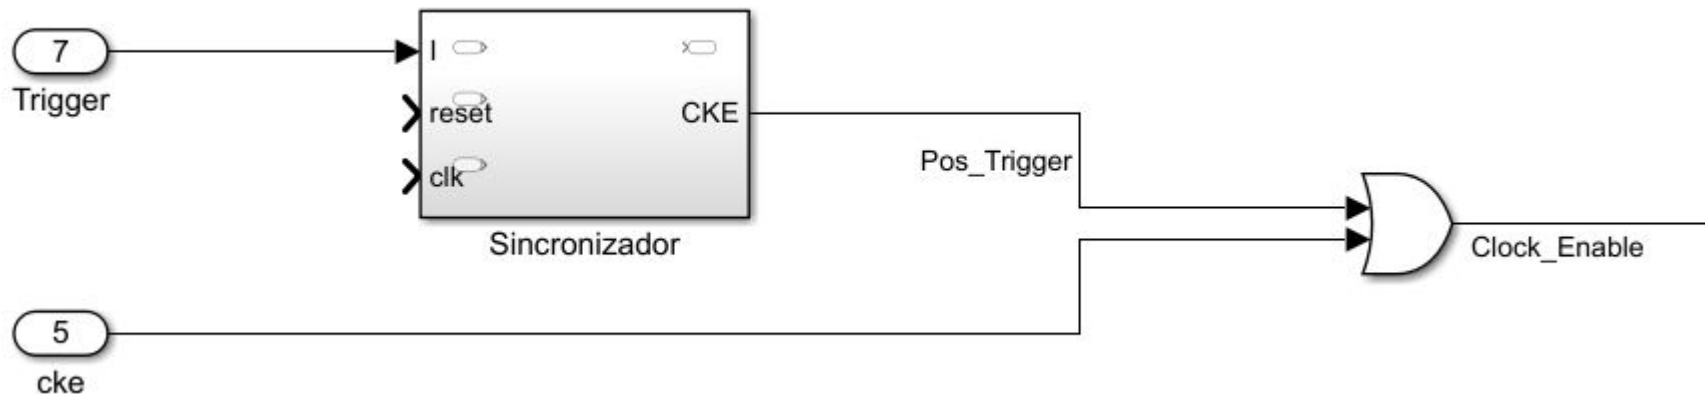 7
Trigger
I
reset
clk
CKE
Sincronizador
Pos_Trigger
Clock_Enable
5
cke